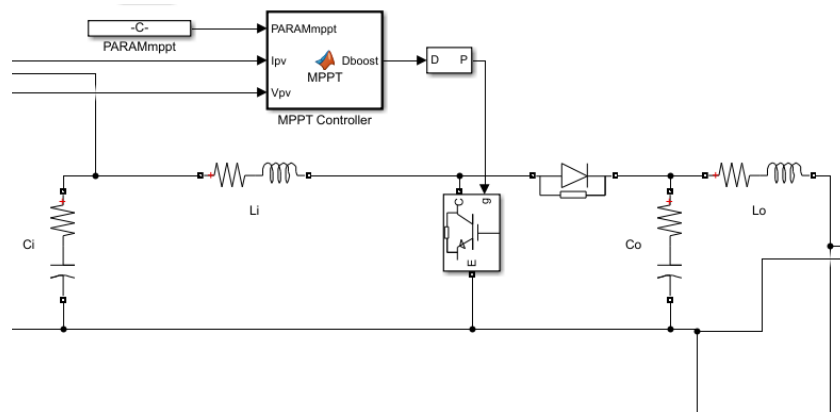 -C-
PARAMmppt
PARAMmppt
Ipv
Vpv
MPPT
Dboost
MPPT Controller
D P
Li
C
g
E
Ci
Co
Lo